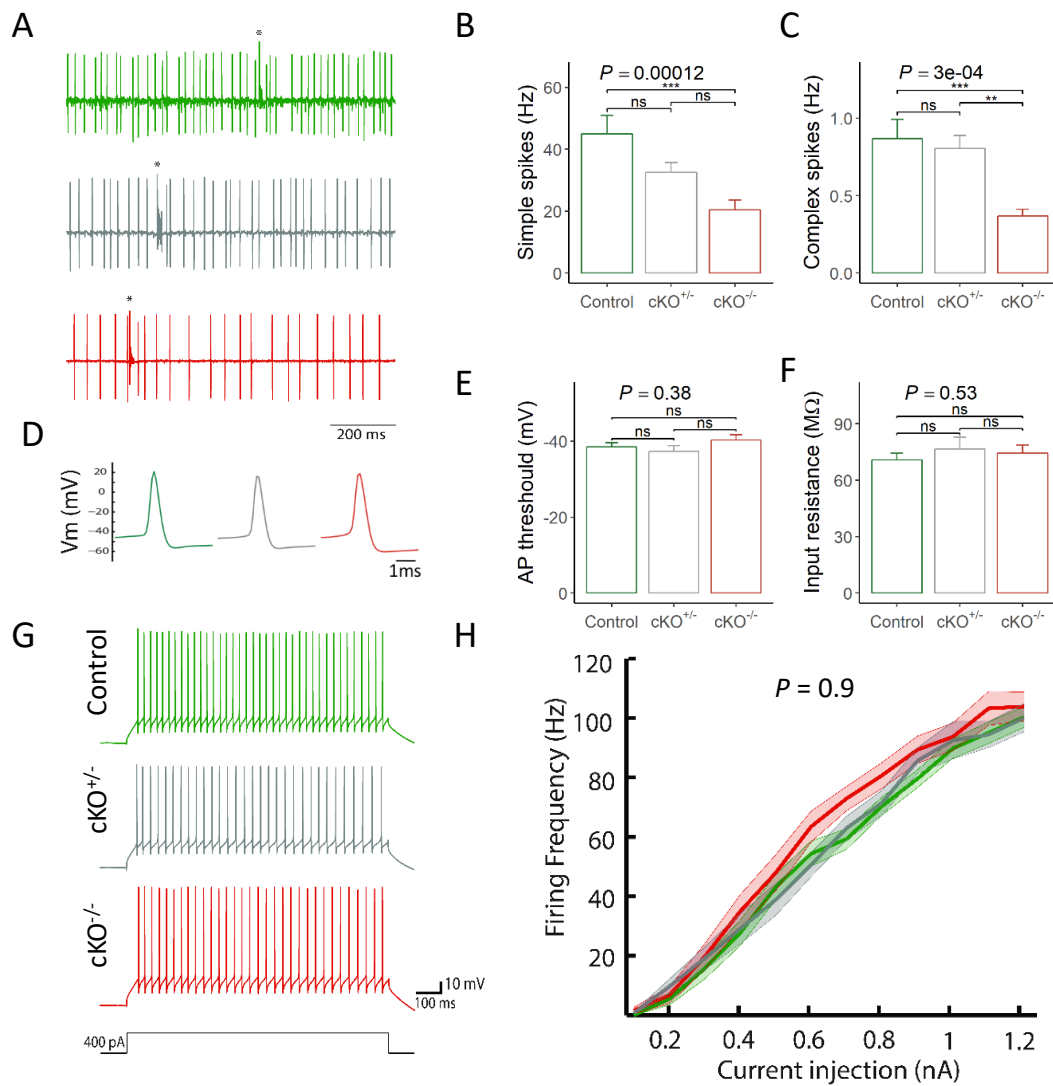 A
*
*
*
200 ms
B
P = 0.00012
***
ns
ns
Simple spikes (Hz)
60
40
20
0
Control
cKO+/-
cKO-/-
C
P = 3e-04
***
ns
**
Complex spikes (Hz)
1.0
0.5
0.0
Control
cKO+/-
cKO-/-
D
Vm (mV)
20
0
−20
−40
−60
1ms
E
P = 0.38
ns
ns
ns
AP threshold (mV)
-40
-20
0
Control
cKO+/-
cKO-/-
F
P = 0.53
ns
ns
ns
Input resistance (MΩ)
90
60
30
0
Control
cKO+/-
cKO-/-
G
Control
cKO+/-
cKO-/-
10 mV
100 ms
400 pA
H
P = 0.9
Firing Frequency (Hz)
120
100
80
60
40
20
0.2 0.4 0.6 0.8 1 1.2
Current injection (nA)